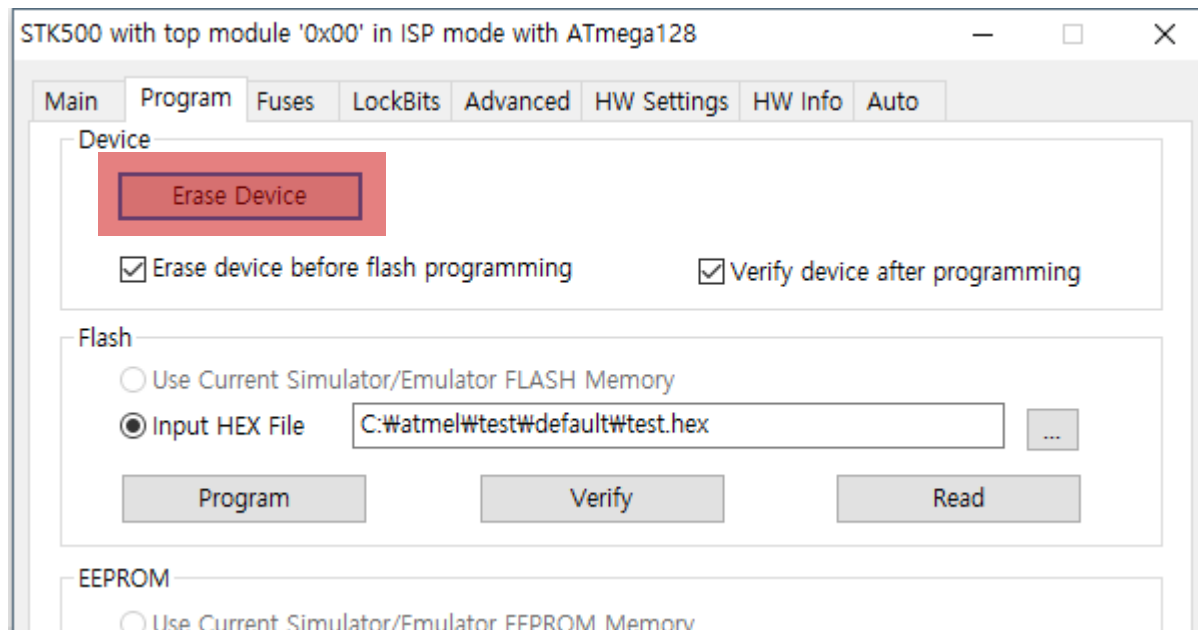 STK500 with top module '0x00' in ISP mode with ATmega128
Main Program Fuses LockBits Advanced HW Settings HW Info Auto
Device
Erase Device
Erase device before flash programming Verify device after programming
Flash
Use Current Simulator/Emulator FLASH Memory
Input HEX File C:₩atmel₩test₩default₩test.hex ...
Program Verify Read
EEPROM
Use Current Simulator/Emulator EEPROM Memory